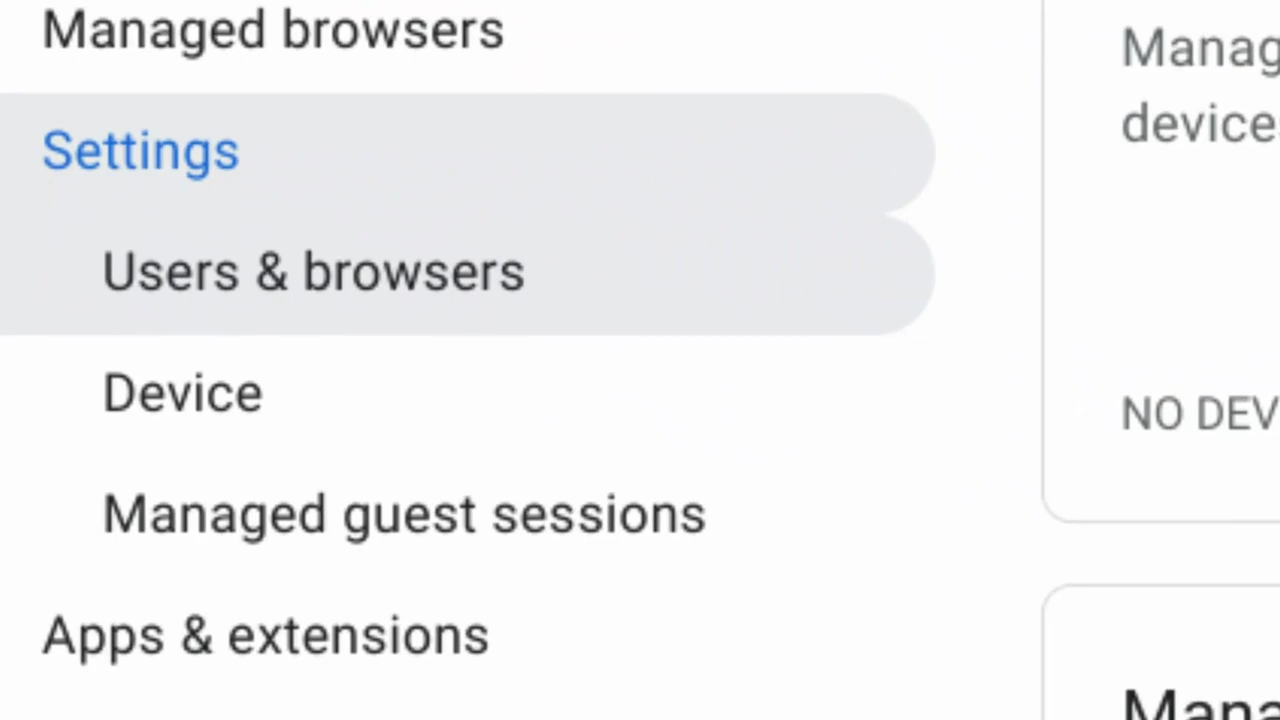 Managed browsers
Settings
Users & browsers
Device
Managed guest sessions
Apps & extensions
Manag
device
NO DEV
Mana